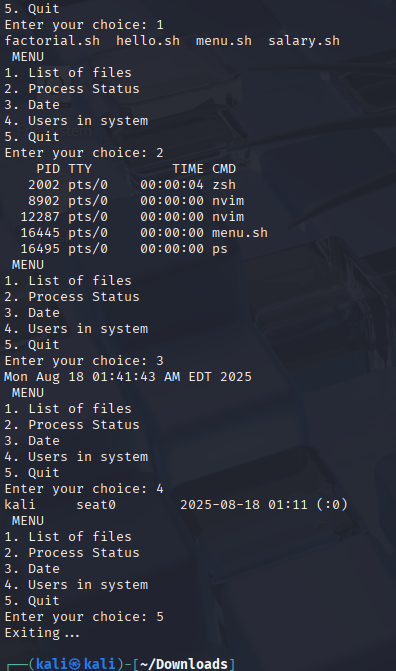 5. Quit
Enter your choice: 1
factorial.sh  hello.sh  menu.sh  salary.sh
 MENU
1. List of files
2. Process Status
3. Date
4. Users in system
5. Quit
Enter your choice: 2
    PID TTY          TIME CMD
   2002 pts/0    00:00:04 zsh
   8902 pts/0    00:00:00 nvim
  12287 pts/0    00:00:00 nvim
  16445 pts/0    00:00:00 menu.sh
  16495 pts/0    00:00:00 ps
 MENU
1. List of files
2. Process Status
3. Date
4. Users in system
5. Quit
Enter your choice: 3
Mon Aug 18 01:41:43 AM EDT 2025
 MENU
1. List of files
2. Process Status
3. Date
4. Users in system
5. Quit
Enter your choice: 4
kali     seat0        2025-08-18 01:11 (:0)
 MENU
1. List of files
2. Process Status
3. Date
4. Users in system
5. Quit
Enter your choice: 5
Exiting...
┌──(kali㉿kali)-[~/Downloads]